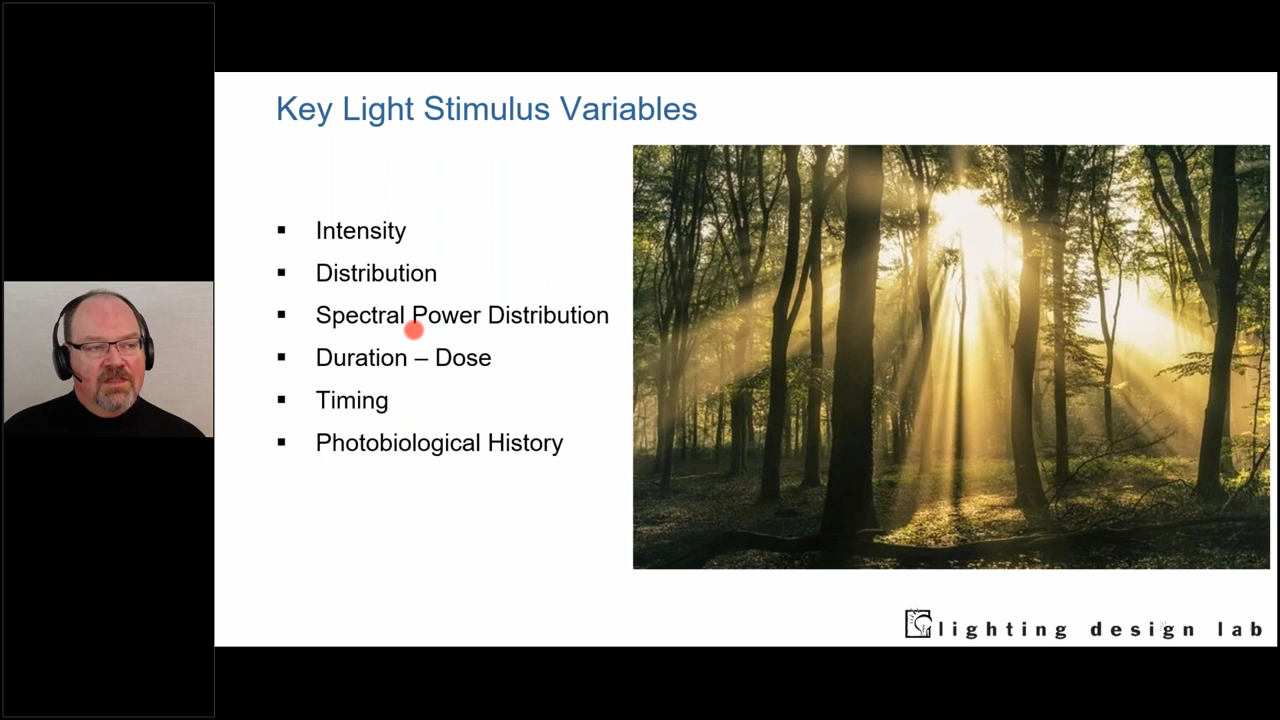 Key Light Stimulus Variables
▪ Intensity
▪ Distribution
▪ Spectral Power Distribution
▪ Duration – Dose
▪ Timing
▪ Photobiological History
lighting design lab